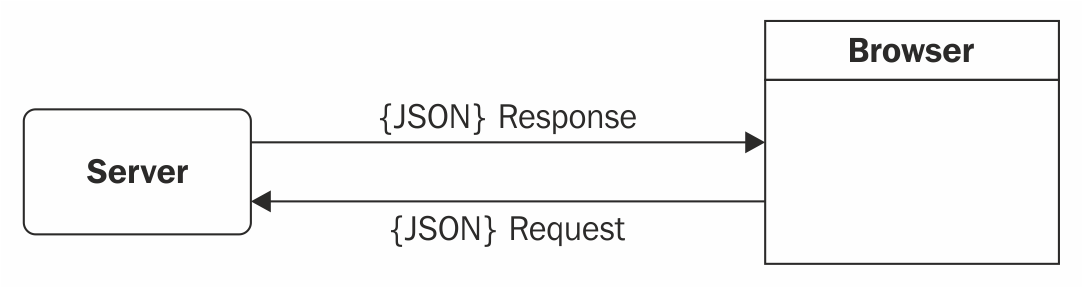 Browser
{JSON} Response
Server
{JSON} Request